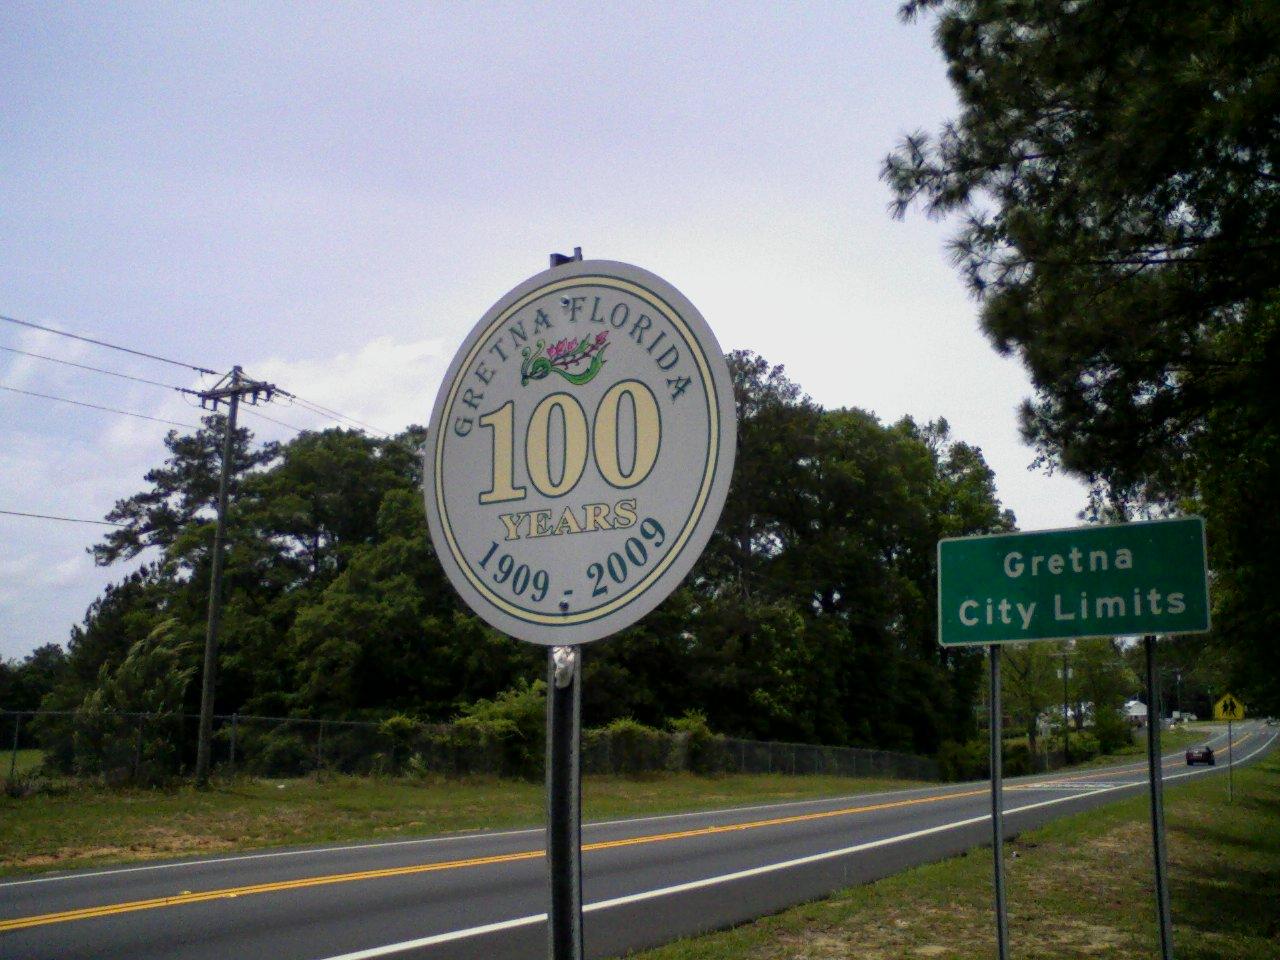 GRETNA FLORIDA
100
YEARS
1909 - 2009
Gretna
City Limits